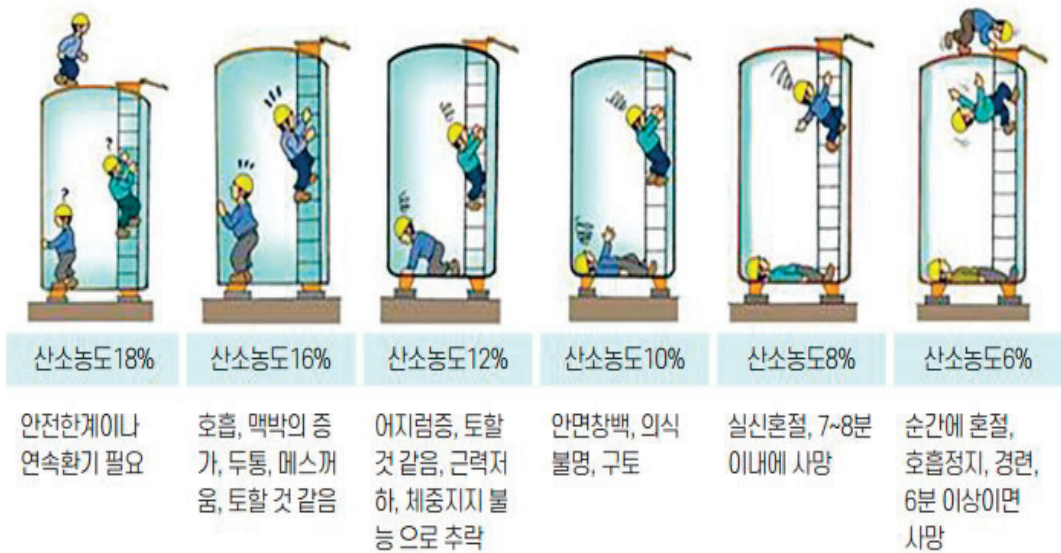 산소농도18%
산소농도16%
산소농도12%
산소농도10%
산소농도8%
산소농도6%
안전한계이나
연속환기 필요
호흡, 맥박의 증
가, 두통, 메스꺼
움, 토할 것 같음
어지럼증, 토할
것 같음, 근력저
하, 체중지지 불
능 으로 추락
안면창백, 의식
불명, 구토
실신혼절, 7~8분
이내에 사망
순간에 혼절,
호흡정지, 경련,
6분 이상이면
사망
? 
?